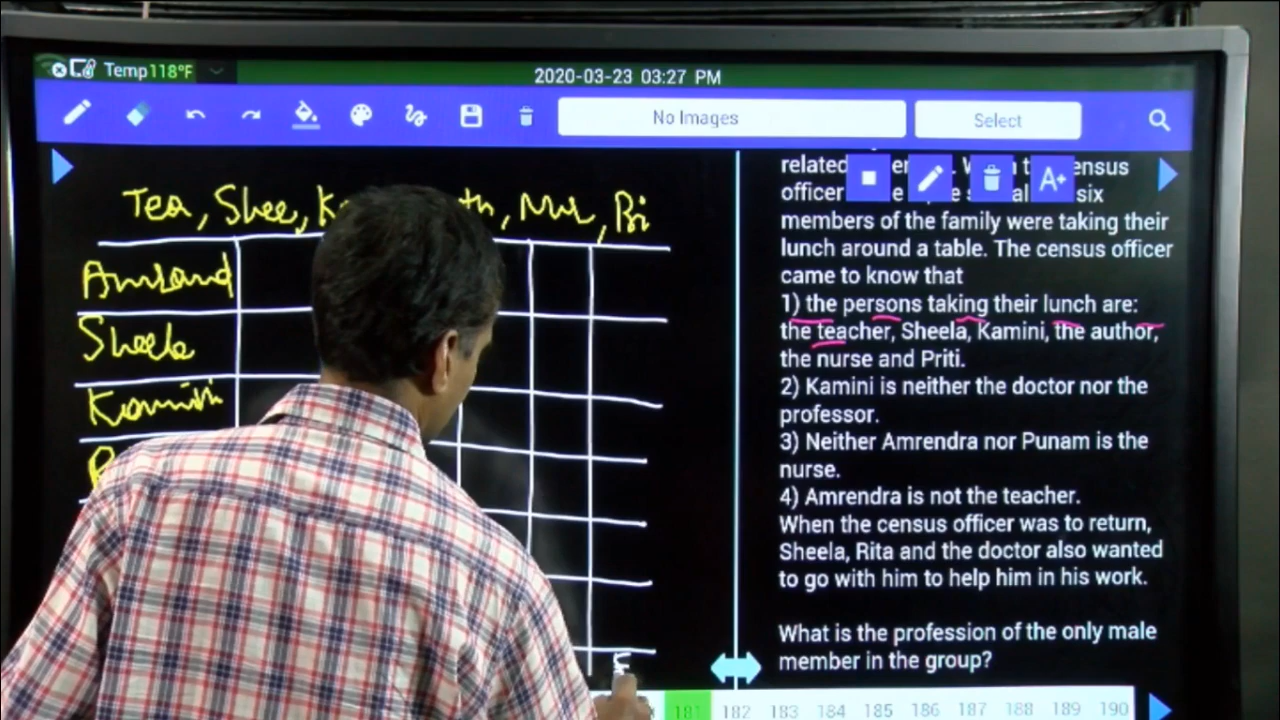 Temp 118°F
2020-03-23 03:27 PM
No Images
Select
Tea, Shee, K th, Nur, Pri
Sheela
Kamini
related
ensus
officer six
members of the family were taking their
lunch around a table. The census officer
came to know that
1) the persons taking their lunch are:
the teacher, Sheela, Kamini, the author,
the nurse and Priti.
2) Kamini is neither the doctor nor the
professor.
3) Neither Amrendra nor Punam is the
nurse.
4) Amrendra is not the teacher.
When the census officer was to return,
Sheela, Rita and the doctor also wanted
to go with him to help him in his work.
What is the profession of the only male
member in the group?
181 182 183 184 185 186 187 188 189 190